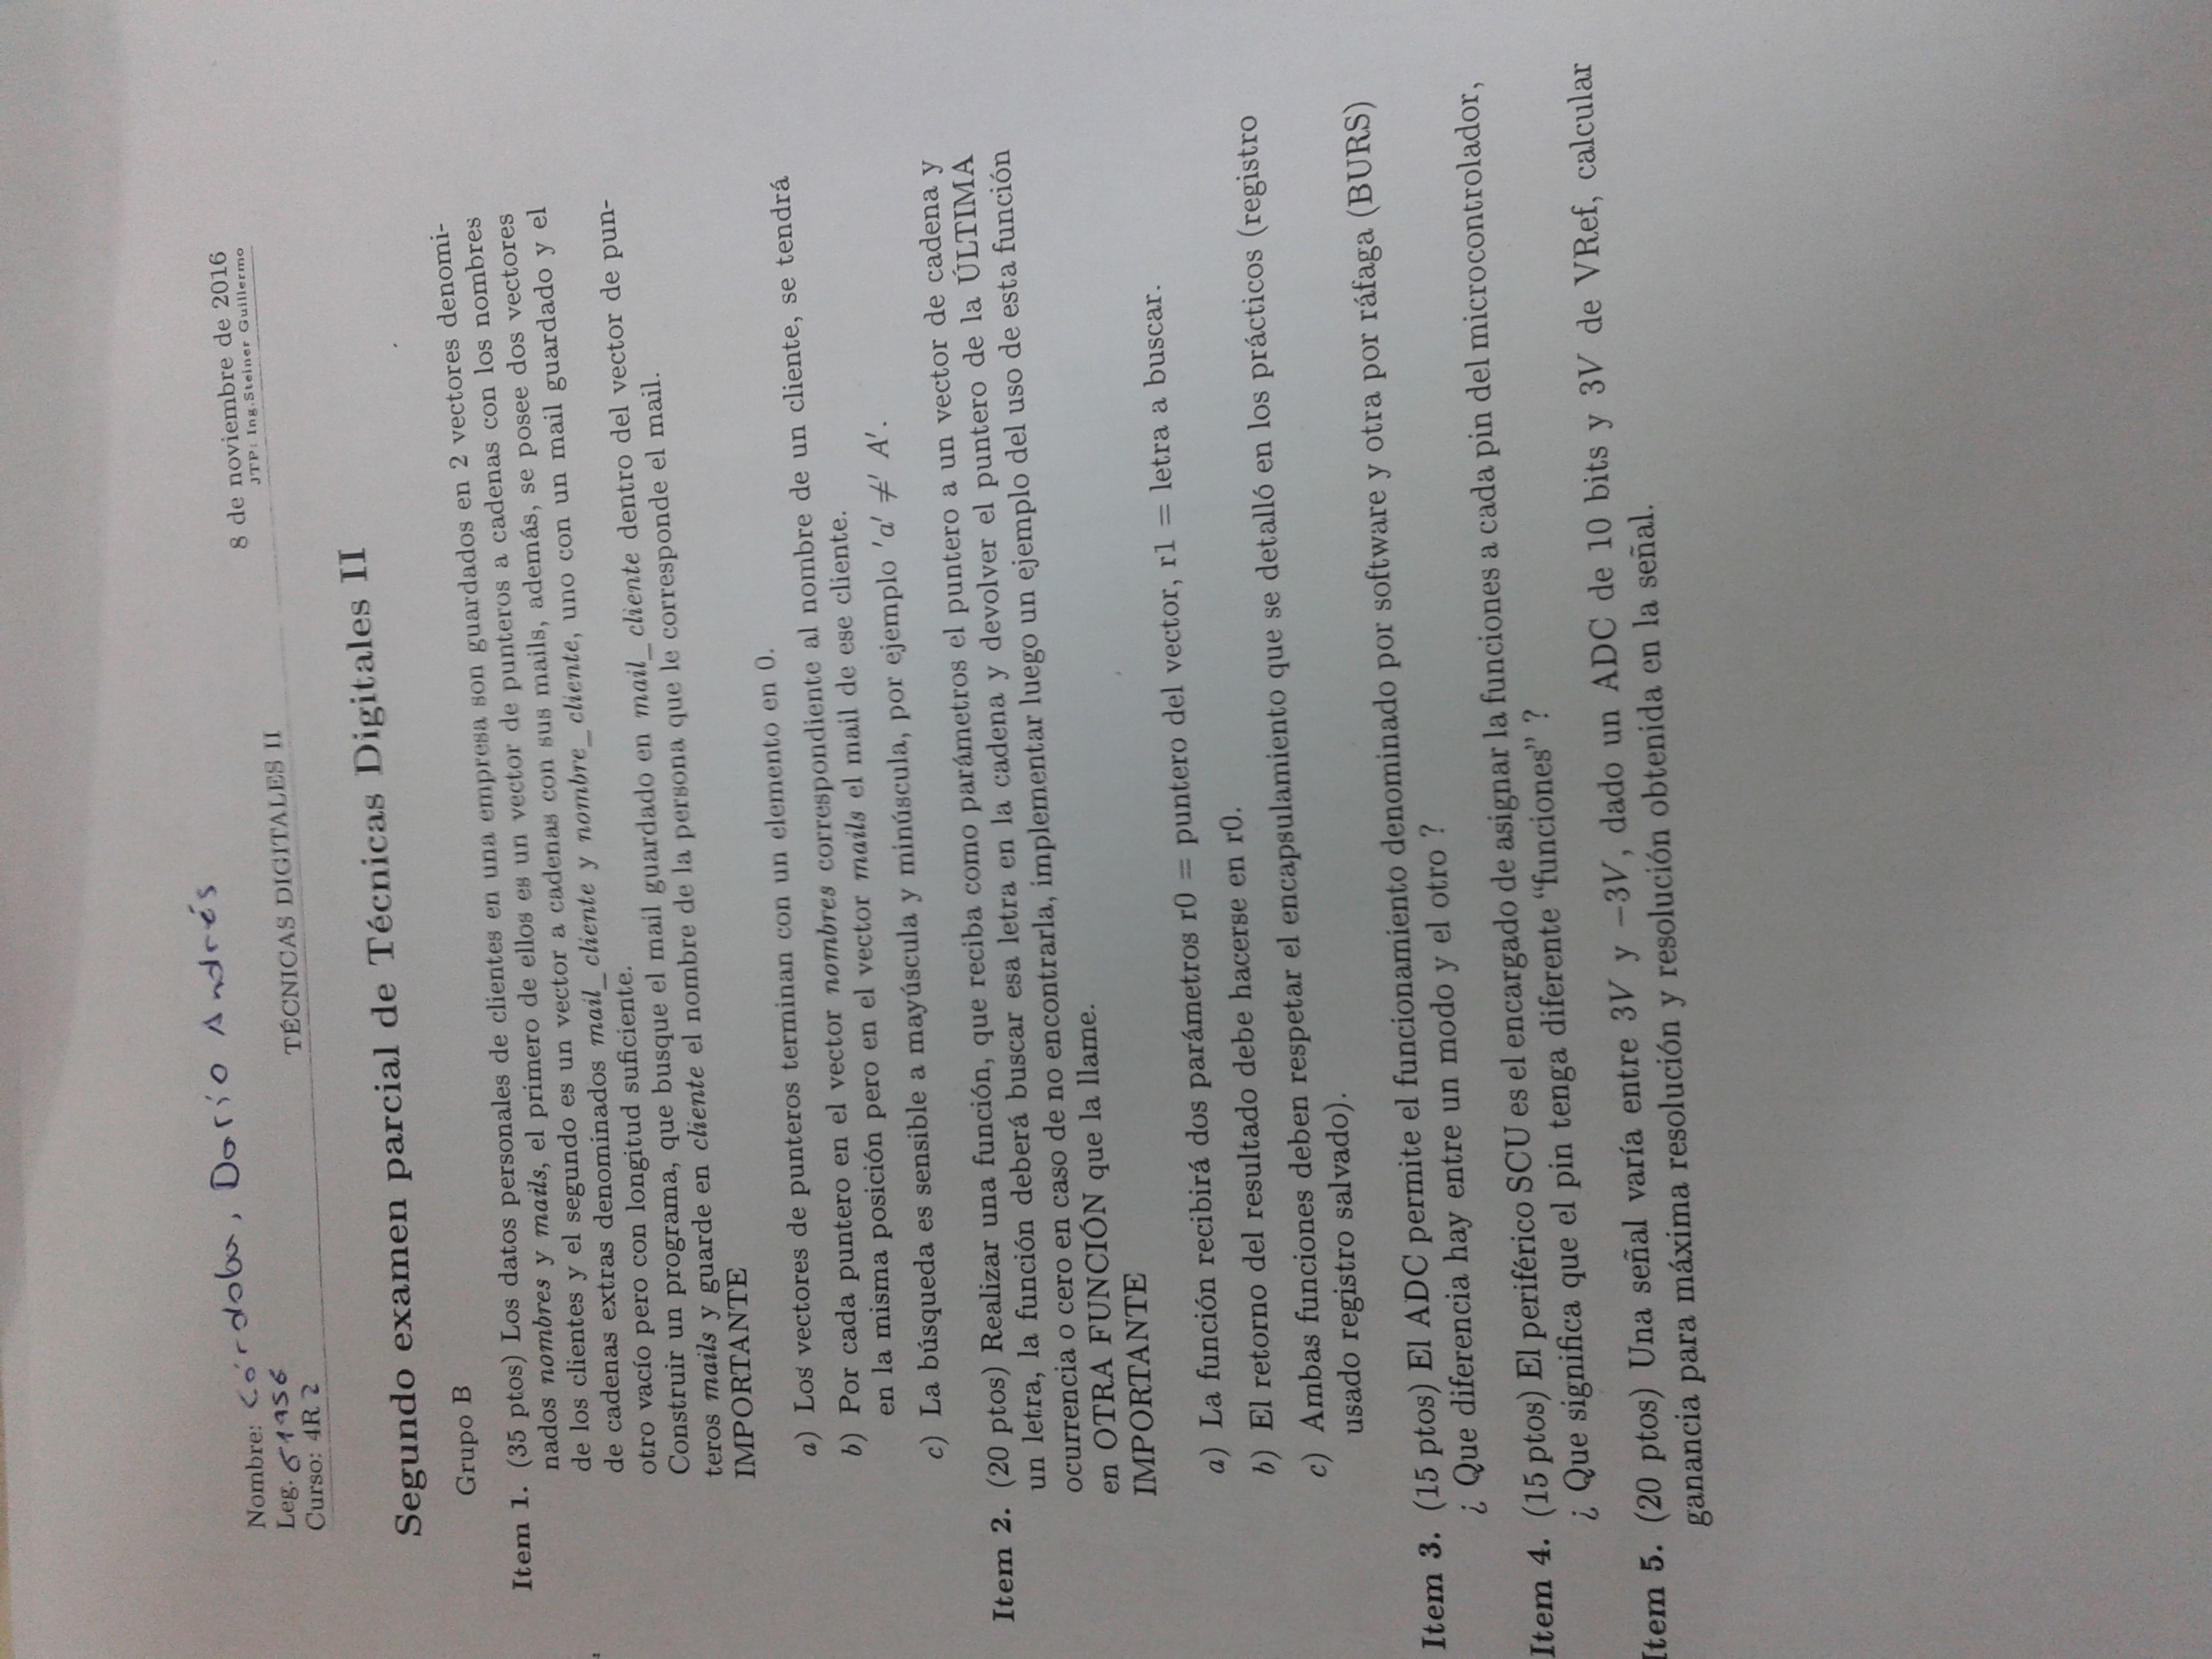 Nombre: Córdoba, Darío Andrés
Leg. 61956
Curso: 4R 2
TÉCNICAS DIGITALES II
8 de noviembre de 2016
JTP: Ing.Steiner Guillermo
Segundo examen parcial de Técnicas Digitales II
Grupo B
Item 1. (35 ptos) Los datos personales de clientes en una empresa son guardados en 2 vectores denomi-
nados nombres y mails, el primero de ellos es un vector de punteros a cadenas con los nombres
de los clientes y el segundo es un vector a cadenas con sus mails, además, se posee dos vectores
de cadenas extras denominados mail_cliente y nombre_cliente, uno con un mail guardado y el
otro vacío pero con longitud suficiente.
Construir un programa, que busque el mail guardado en mail_cliente dentro del vector de pun-
teros mails y guarde en cliente el nombre de la persona que le corresponde el mail.
IMPORTANTE
a) Los vectores de punteros terminan con un elemento en 0.
b) Por cada puntero en el vector nombres correspondiente al nombre de un cliente, se tendrá
en la misma posición pero en el vector mails el mail de ese cliente.
c) La búsqueda es sensible a mayúscula y minúscula, por ejemplo 'a' ≠' A'.
Item 2. (20 ptos) Realizar una función, que reciba como parámetros el puntero a un vector de cadena y
un letra, la función deberá buscar esa letra en la cadena y devolver el puntero de la ÚLTIMA
ocurrencia o cero en caso de no encontrarla, implementar luego un ejemplo del uso de esta función
en OTRA FUNCIÓN que la llame.
IMPORTANTE
a) La función recibirá dos parámetros r0 = puntero del vector, r1 = letra a buscar.
b) El retorno del resultado debe hacerse en r0.
c) Ambas funciones deben respetar el encapsulamiento que se detalló en los prácticos (registro
usado registro salvado).
Item 3. (15 ptos) El ADC permite el funcionamiento denominado por software y otra por ráfaga (BURS)
¿ Que diferencia hay entre un modo y el otro ?
Item 4. (15 ptos) El periférico SCU es el encargado de asignar la funciones a cada pin del microcontrolador,
¿ Que significa que el pin tenga diferente “funciones” ?
Item 5. (20 ptos) Una señal varía entre 3V y −3V, dado un ADC de 10 bits y 3V de VRef, calcular
ganancia para máxima resolución y resolución obtenida en la señal.